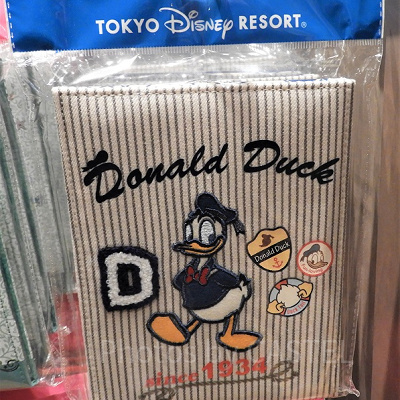 TOKYO Disney RESORT®
Donald Duck
D
Donald Duck
since 1934